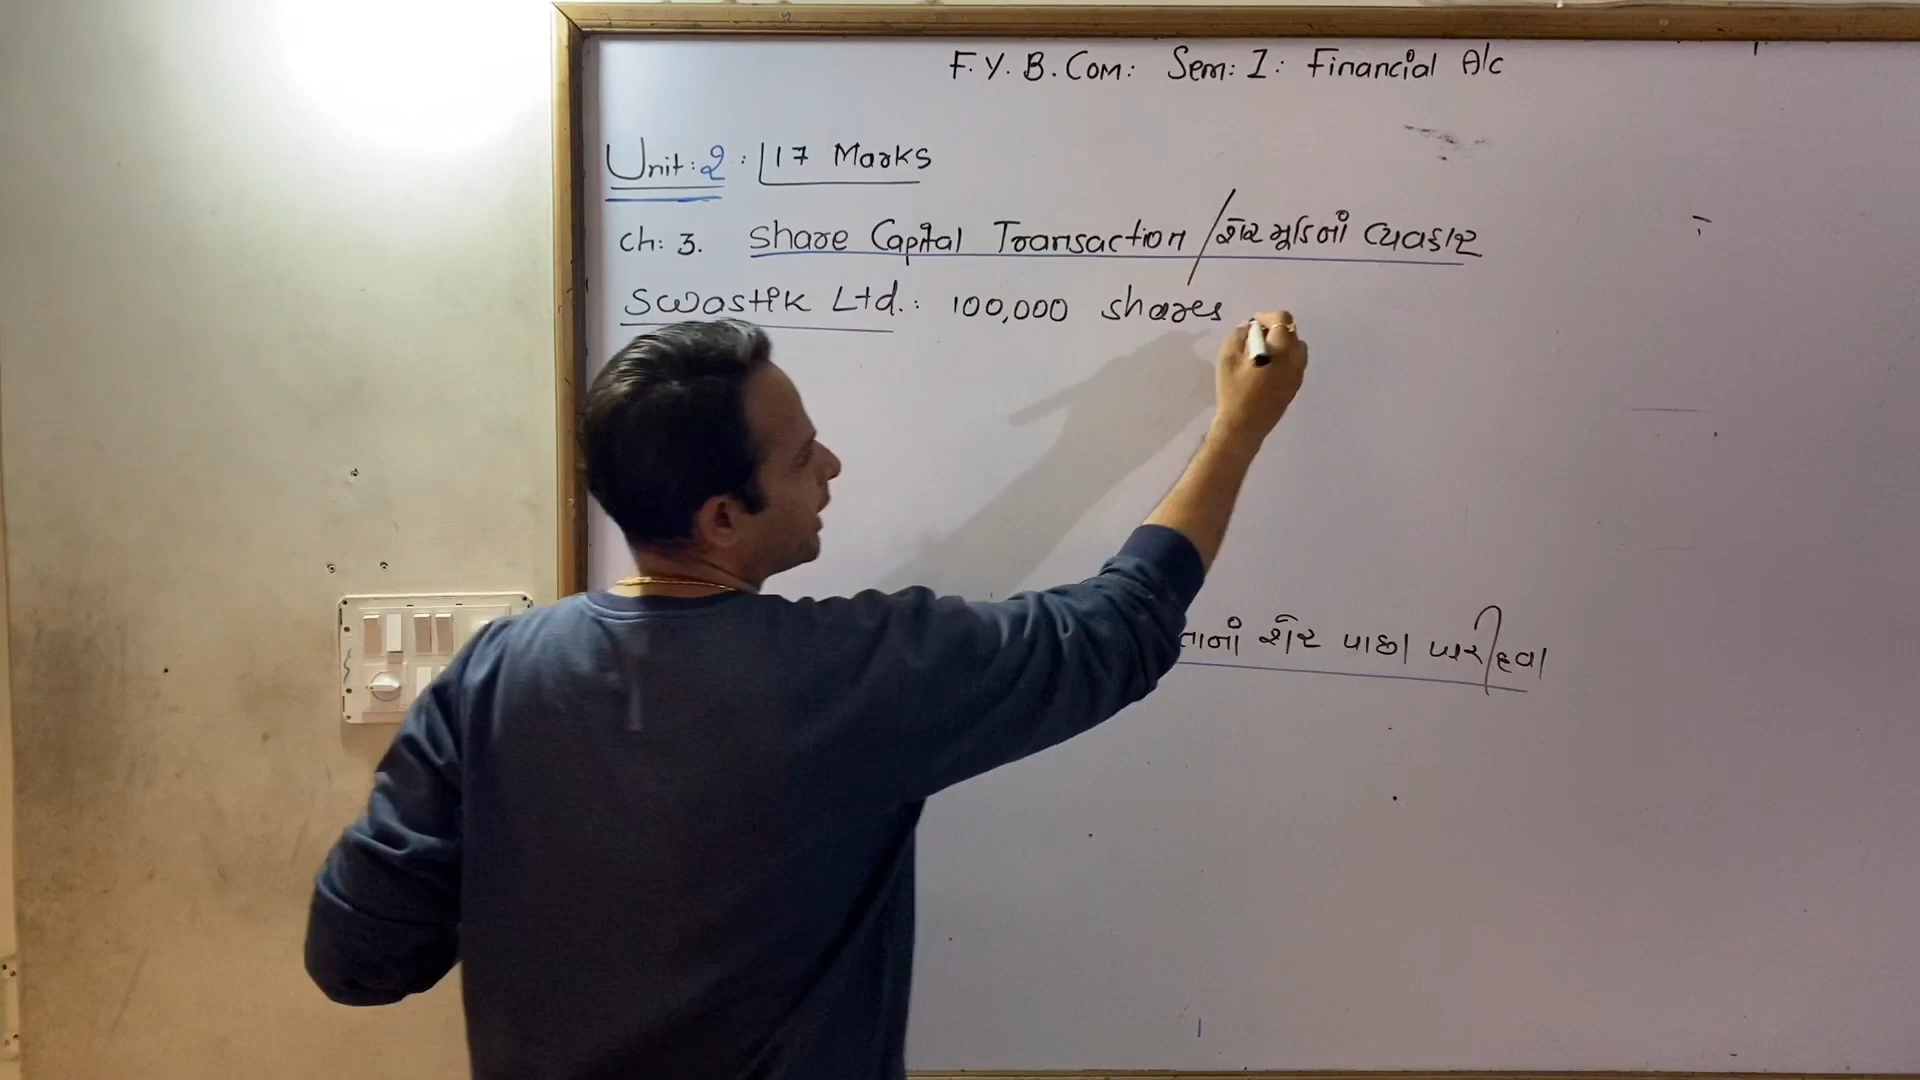 F.Y.B.Com: Sem: I: Financial A/c
Unit: 2 : 17 Marks
Ch: 3. Share Capital Transaction / શેર મૂડિનાં વ્યવહાર
Swastik Ltd.: 100,000 shares
તાનાં શેર પાછા ખરીદવા